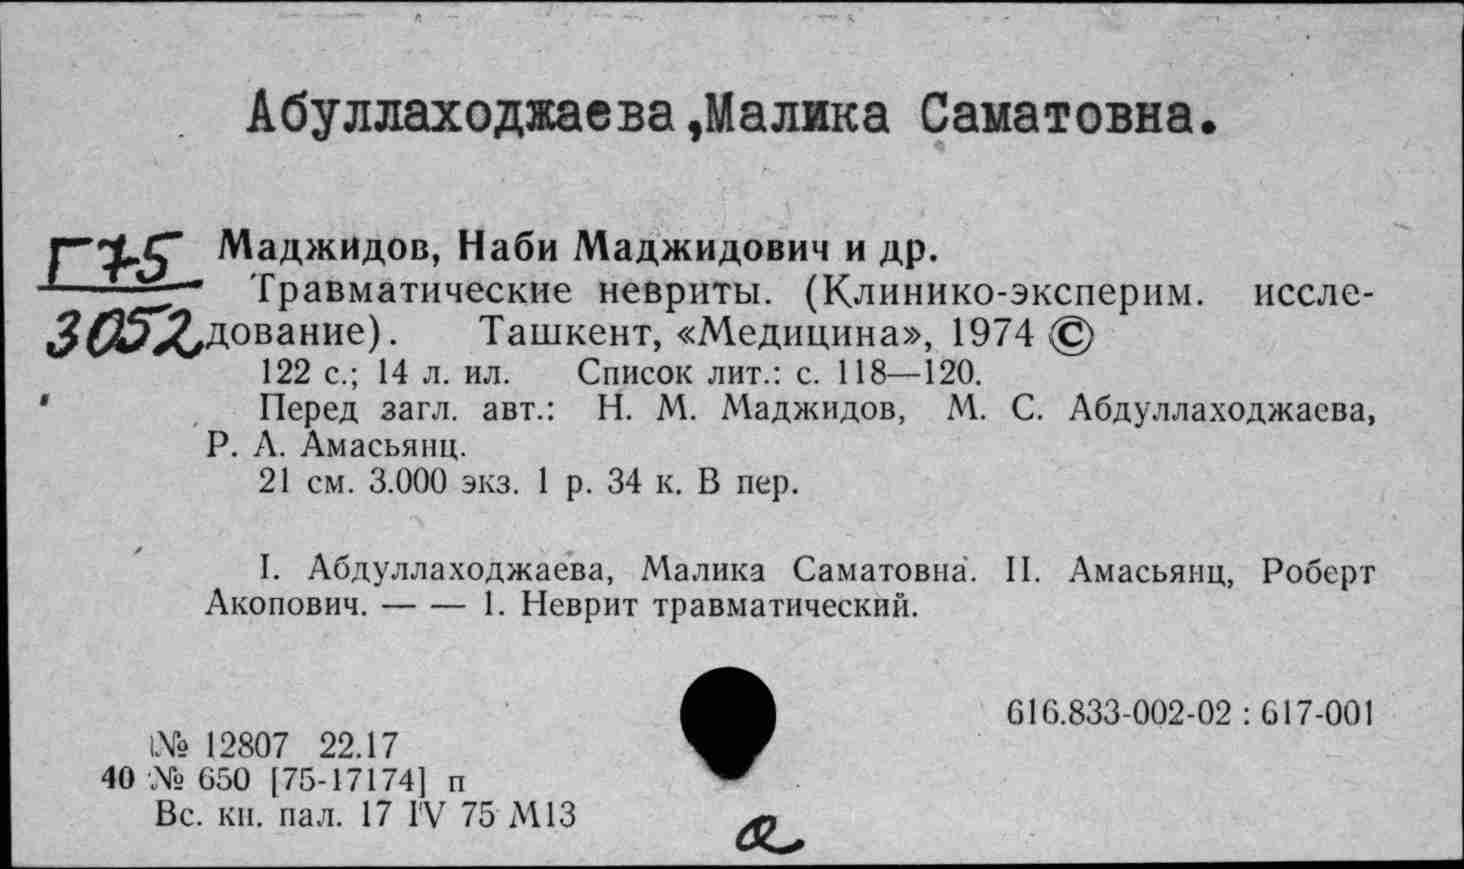 Абуллаходжаева,Малика Саматовна.
Г75
3052
Маджидов, Наби Маджидович и др.
Травматические невриты. (Клинико-эксперим. иссле-
дование). Ташкент, «Медицина», 1974 ©
122 с.; 14 л. ил. Список лит.: с. 118—120.
Перед загл. авт.: Н. М. Маджидов, М. С. Абдуллаходжаева,
Р. А. Амасьянц.
21 см. 3.000 экз. 1 р. 34 к. В пер.
I. Абдуллаходжаева, Малика Саматовна. II. Амасьянц, Роберт
Акопович. — — 1. Неврит травматический.
616.833-002-02 : 617-001
№ 12807 22.17
40 № 650 [75-17174] п
Вс. кн. пал. 17 IV 75 М13